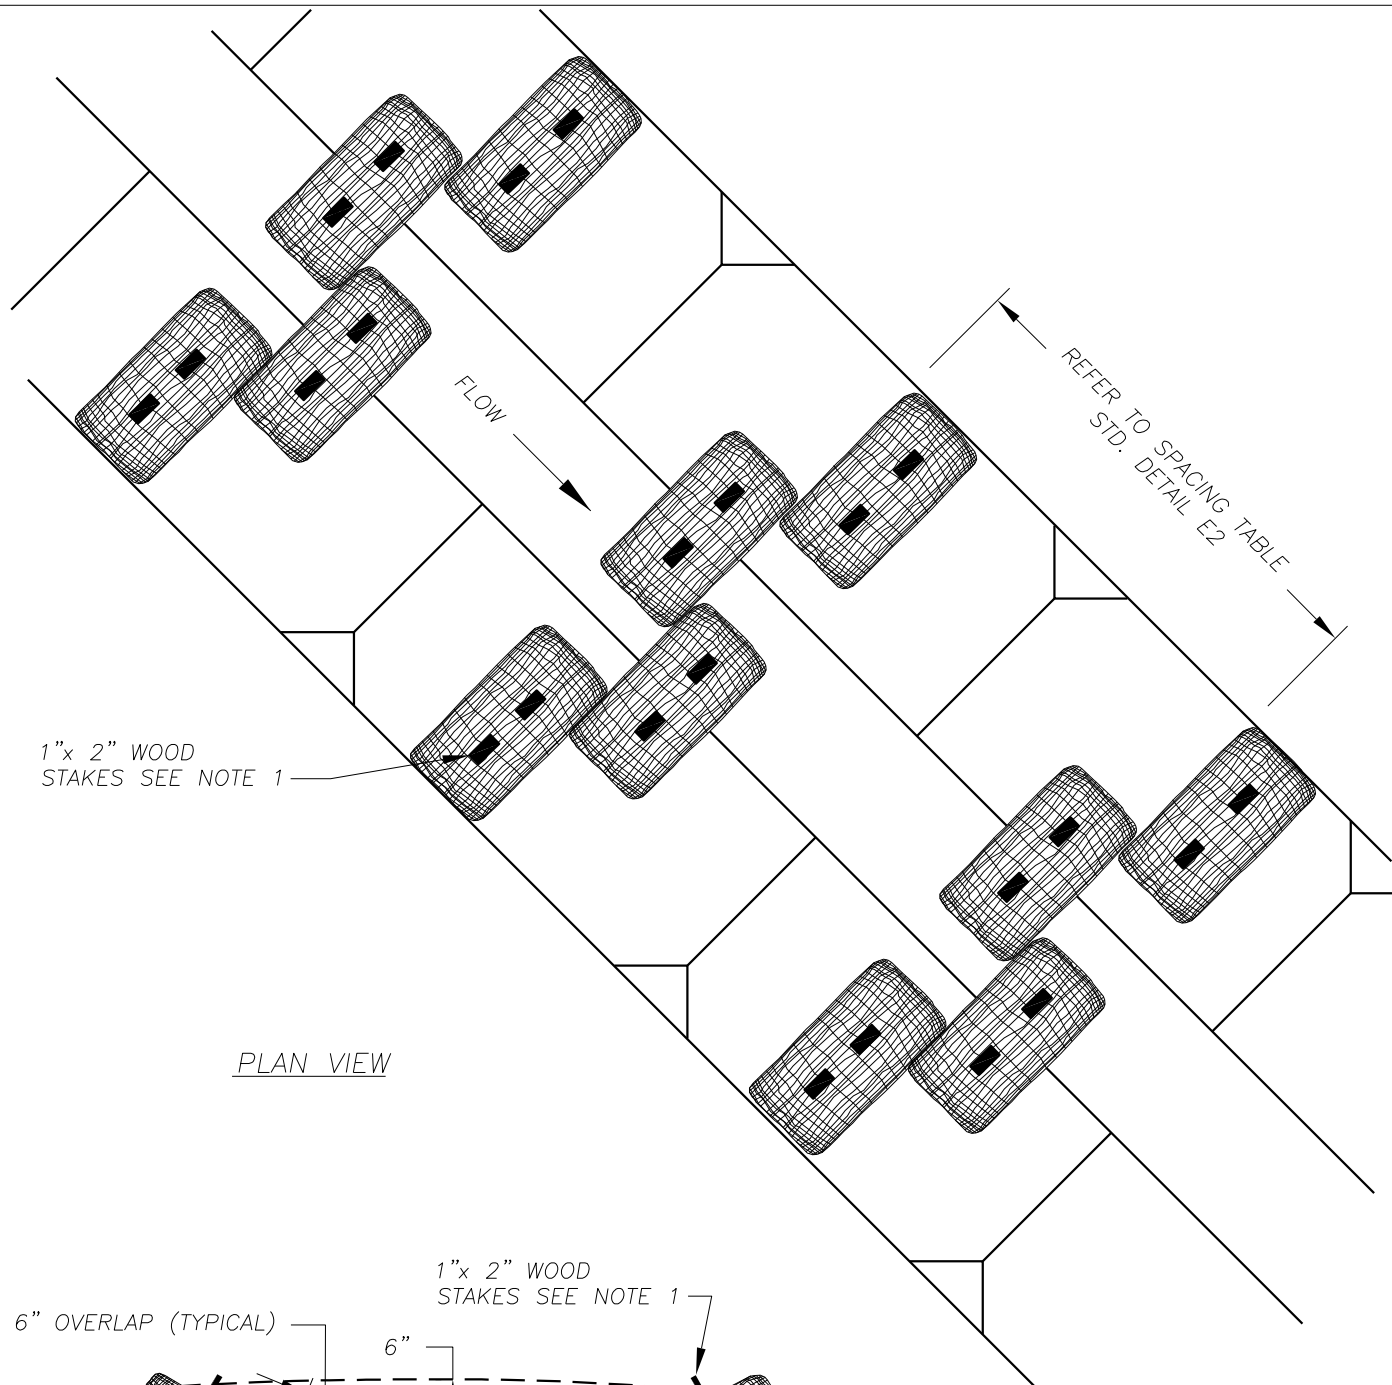 REFER TO SPACING TABLE
STD. DETAIL E2
FLOW
1”x 2” WOOD
STAKES SEE NOTE 1
PLAN VIEW
1”x 2” WOOD
STAKES SEE NOTE 1
6” OVERLAP (TYPICAL)
6”